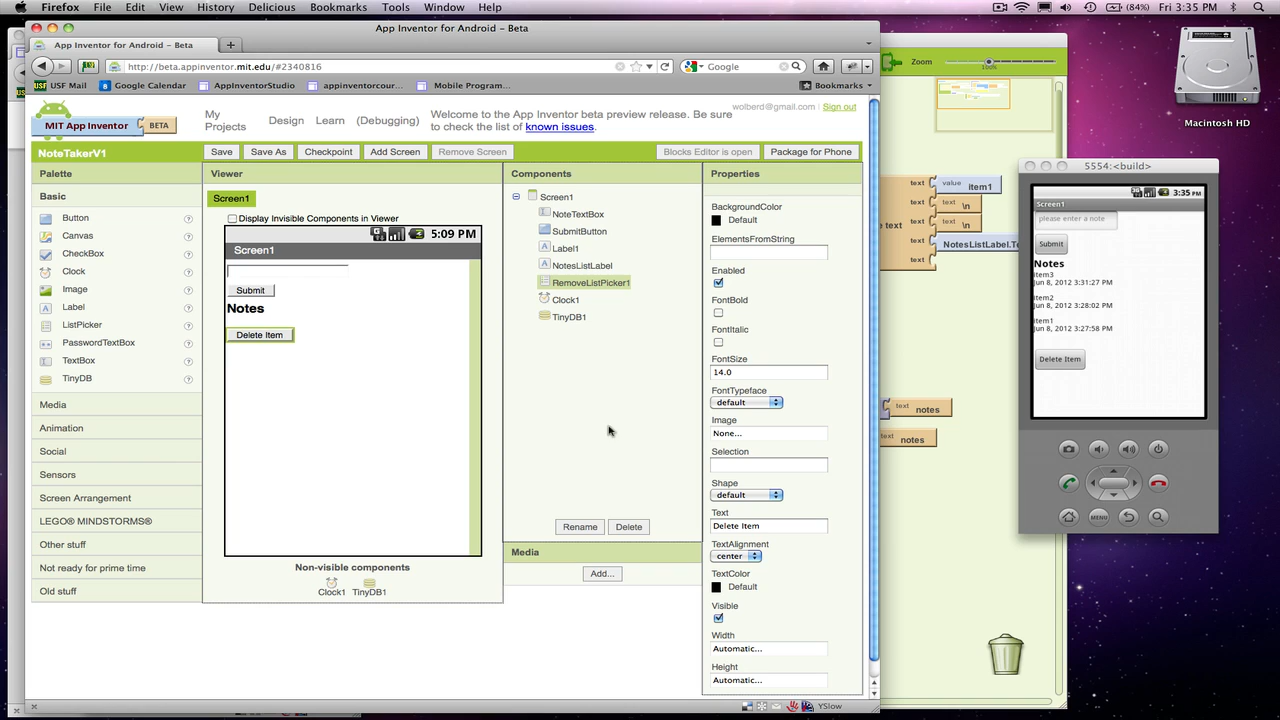 Firefox File Edit View History Delicious Bookmarks Tools Window Help (84%) Fri 3:35 PM
App Inventor for Android - Beta
App Inventor for Android - Beta
http://beta.appinventor.mit.edu/#2340816 Google
USF Mail Google Calendar AppInventorStudio appinventorcour... Mobile Program... Bookmarks
MIT App Inventor BETA
My Projects Design Learn (Debugging)
Welcome to the App Inventor beta preview release. Be sure
to check the list of known issues.
wolberd@gmail.com | Sign out
NoteTakerV1 Save Save As Checkpoint Add Screen Remove Screen Blocks Editor is open Package for Phone
Palette
Basic
Button
Canvas
CheckBox
Clock
Image
Label
ListPicker
PasswordTextBox
TextBox
TinyDB
Media
Animation
Social
Sensors
Screen Arrangement
LEGO® MINDSTORMS®
Other stuff
Not ready for prime time
Old stuff
Viewer
Screen1
Display Invisible Components in Viewer
5:09 PM
Screen1
Submit
Notes
Delete Item
Non-visible components
Clock1 TinyDB1
Components
Screen1
NoteTextBox
SubmitButton
Label1
NotesListLabel
RemoveListPicker1
Clock1
TinyDB1
Rename Delete
Media
Add...
Properties
BackgroundColor
Default
ElementsFromString
Enabled
FontBold
FontItalic
FontSize
14.0
FontTypeface
default
Image
None...
Selection
Shape
default
Text
Delete Item
TextAlignment
center
TextColor
Default
Visible
Width
Automatic...
Height
Automatic...
YSlow
Zoom
100%
text value item1
text text \n
text text \n
text NotesListLabel.Te
text
text
text notes
text notes
Macintosh HD
5554:<build>
3:35 PM
Screen1
please enter a note
Submit
Notes
item3
Jun 8, 2012 3:31:27 PM
item2
Jun 8, 2012 3:28:02 PM
item1
Jun 8, 2012 3:27:58 PM
Delete Item
MENU